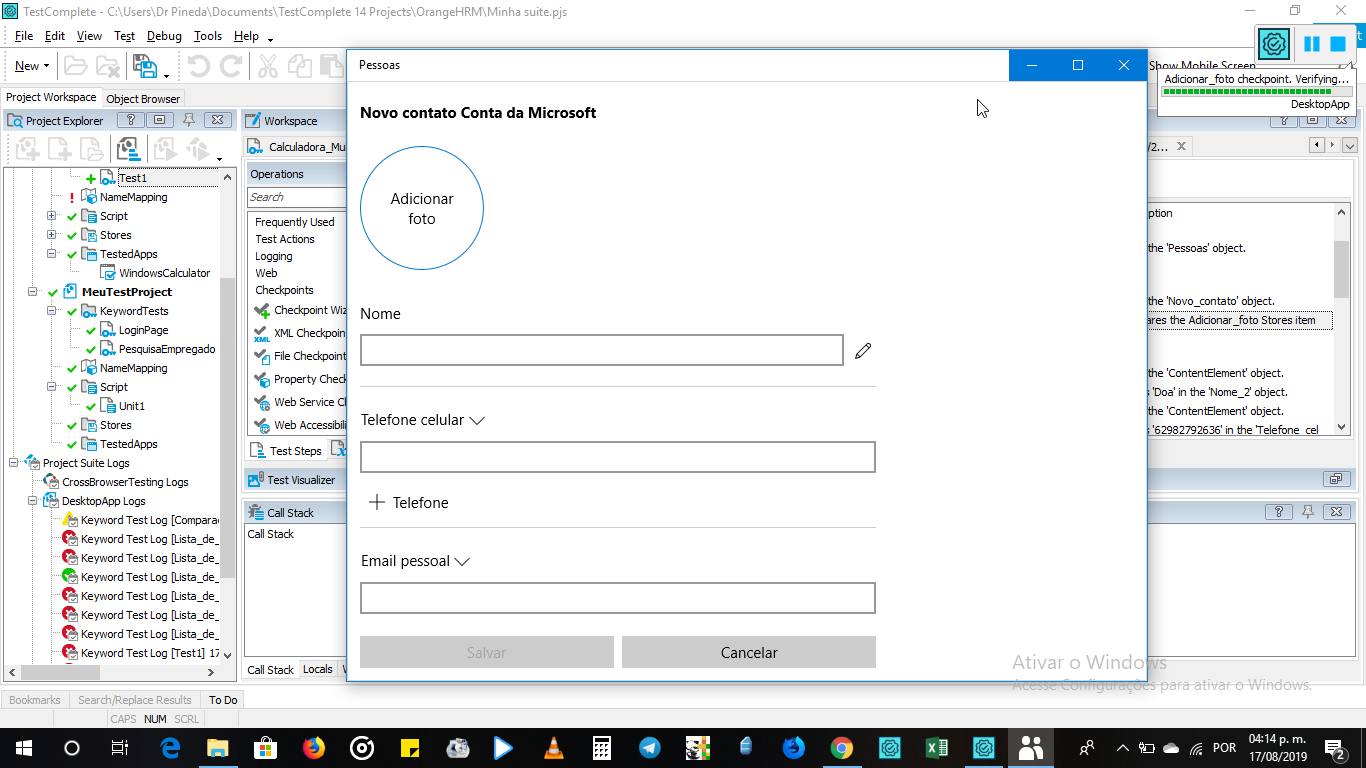 TestComplete - C:\Users\Dr Pineda\Documents\TestComplete 14 Projects\OrangeHRM\Minha suite.pjs
File Edit View Test Debug Tools Help
New
Show Mobile Screen
Adicionar_foto checkpoint. Verifying...
DesktopApp
Project Workspace Object Browser
Project Explorer
Test1
NameMapping
Script
Stores
TestedApps
WindowsCalculator
MeuTestProject
KeywordTests
LoginPage
PesquisaEmpregado
NameMapping
Script
Unit1
Stores
TestedApps
Project Suite Logs
CrossBrowserTesting Logs
DesktopApp Logs
Keyword Test Log [Compara
Keyword Test Log [Lista_de_
Keyword Test Log [Lista_de_
Keyword Test Log [Lista_de_
Keyword Test Log [Lista_de_
Keyword Test Log [Lista_de_
Keyword Test Log [Lista_de_
Keyword Test Log [Test1] 17
Workspace
Calculadora_Mu
/2...
Operations
Search
Frequently Used
Test Actions
Logging
Web
Checkpoints
Checkpoint Wiz
XML Checkpoin
File Checkpoint
Property Check
Web Service C
Web Accessibili
Test Steps
Test Visualizer
Call Stack
Call Stack
Call Stack Locals
Pessoas
Novo contato Conta da Microsoft
Adicionar
foto
Nome
Telefone celular
+ Telefone
Email pessoal
Salvar Cancelar
ption
the 'Pessoas' object.
the 'Novo_contato' object.
ares the Adicionar_foto Stores item
the 'ContentElement' object.
s 'Doa' in the 'Nome_2' object.
the 'ContentElement' object.
s '62982792636' in the 'Telefone_cel
Ativar o Windows
Acesse Configurações para ativar o Windows.
Bookmarks Search/Replace Results To Do
CAPS NUM SCRL
POR
04:14 p. m.
17/08/2019
2